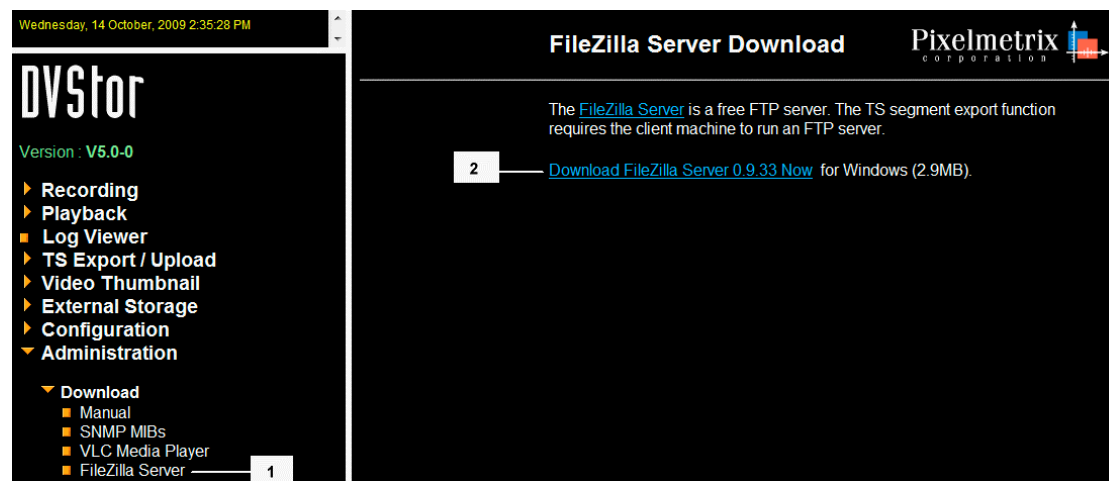 Wednesday, 14 October, 2009 2:35:28 PM
DVStor
Version : V5.0-0
Recording
Playback
Log Viewer
TS Export / Upload
Video Thumbnail
External Storage
Configuration
Administration
Download
Manual
SNMP MIBs
VLC Media Player
FileZilla Server
1
FileZilla Server Download
Pixelmetrix
corporation
The FileZilla Server is a free FTP server. The TS segment export function
requires the client machine to run an FTP server.
2
Download FileZilla Server 0.9.33 Now for Windows (2.9MB).